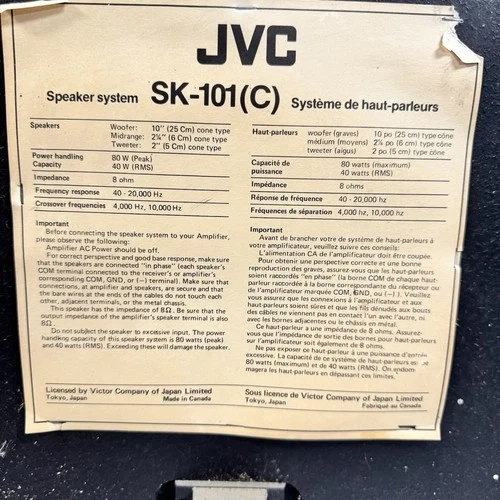 JVC
Speaker system SK-101(C) Système de haut-parleurs
Speakers Woofer: 10" (25 Cm) cone type
Midrange: 2¼" (6 Cm) cone type
Tweeter: 2" (5 Cm) cone type
Power handling 80 W (Peak)
Capacity 40 W (RMS)
Impedance 8 ohm
Frequency response 40 - 20,000 Hz
Crossover frequencies 4,000 Hz, 10,000 Hz
Important
Before connecting the speaker system to your Amplifier,
please observe the following:
Amplifier AC Power should be off.
For correct perspective and good base response, make sure
that the speakers are connected "in phase" (each speaker's
COM terminal connected to the receiver's or amplifier's
corresponding COM, GND, or (−) terminal). Make sure that
connections, at amplifier and speakers, are secure and that
the bare wires at the ends of the cables do not touch each
other, adjacent terminals, or the metal chassis.
This speaker has the impedance of 8Ω. Be sure that the
output impedance of the amplifier's speaker terminal is also
8Ω.
Do not subject the speaker to excessive input. The power
handling capacity of this speaker system is 80 watts (peak)
and 40 watts (RMS). Exceeding these will damage the speaker.
Licensed by Victor Company of Japan Limited
Tokyo, Japan Made in Canada
Haut-parleurs woofer (graves) 10 po (25 cm) type cône
médium (moyens) 2¼ po (6 cm) type cône
tweeter (aigus) 2 po (5 cm) type cône
Capacité de 80 watts (maximum)
puissance 40 watts (RMS)
Impédance 8 ohms
Réponse de fréquence 40 - 20,000 Hz
Fréquences de séparation 4,000 Hz, 10,000 Hz
Important
Avant de brancher votre de système de haut-parleurs à
votre amplificateur, veuillez suivre ces conseils:
L'alimentation CA de l'amplificateur doit être coupée.
Pour obtenir une perspective correcte et une bonne
reproduction des graves, assurez-vous que les haut-parleurs
soient raccordés "en phase" (la borne COM de chaque haut-
parleur raccordée à la borne correspondante du récepteur ou
de l'amplificateur marquée COM, GND, ou (−)). Veuillez
vous assurez que les connexions à l'amplificateur et aux
haut-parleurs soient sûres et que les fils dénudés aux bouts
des câbles ne viennent pas en contact l'un avec l'autre, ni
avec les bornes adjacentes ou le châssis en métal.
Ce haut-parleur a une impédance de 8 ohms. Assurez-
vous que l'impédance de sortie des bornes pour haut-parleurs
sur l'amplificateur soit également de 8 ohms.
Ne pas exposer ce haut-parleur à une puissance d'entrée
excessive. La capacité de ce système de haut-parleurs est de
80 watts (maximum) et de 40 watts (RMS). On endom-
magera les haut-parleurs en dépassant ces limites.
Sous licence de Victor Company of Japan Limited
Tokyo, Japan Fabriqué au Canada